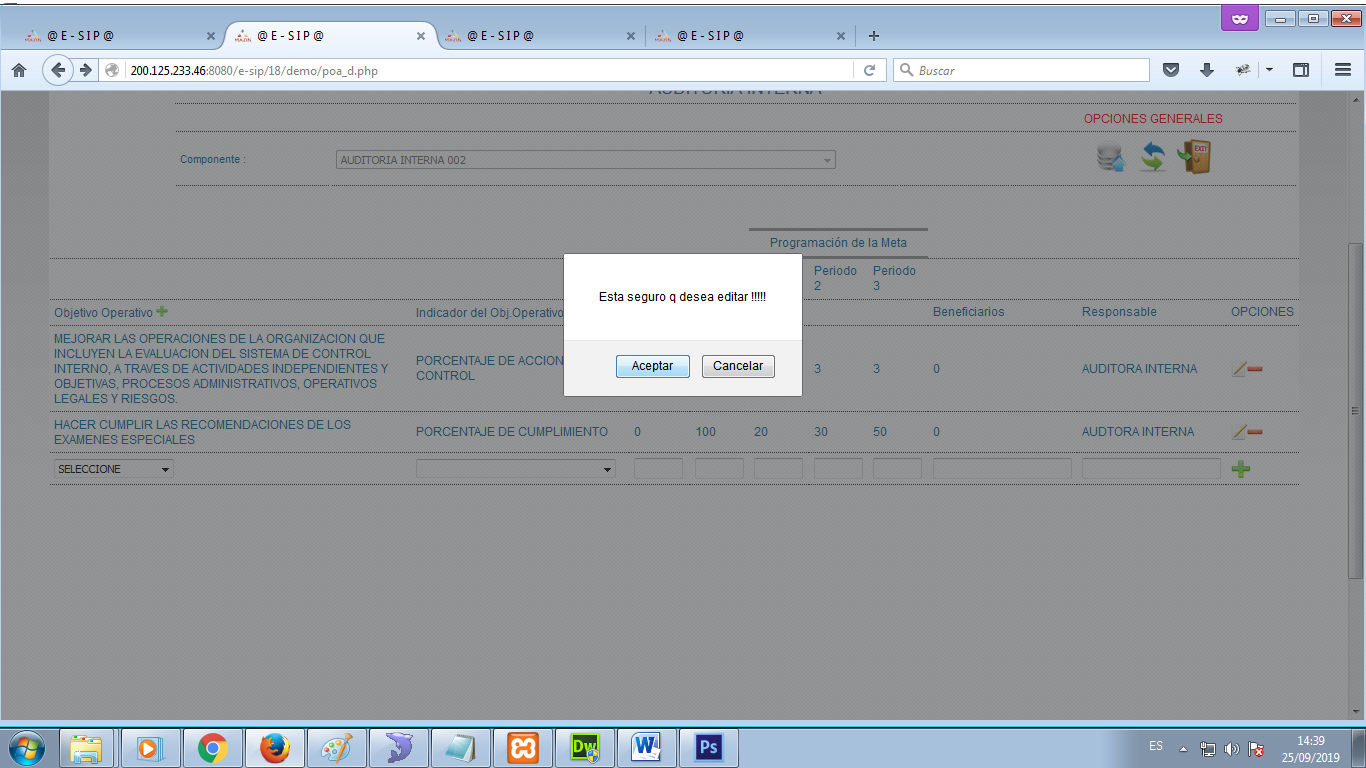 @ E - S I P @
@ E - S I P @
@ E - S I P @
@ E - S I P @
200.125.233.46:8080/e-sip/18/demo/poa_d.php
Buscar
AUDITORIA INTERNA
OPCIONES GENERALES
Componente :
AUDITORIA INTERNA 002
EXIT
Programación de la Meta
Periodo 2
Periodo 3
Objetivo Operativo
Indicador del Obj.Operativo
Beneficiarios
Responsable
OPCIONES
MEJORAR LAS OPERACIONES DE LA ORGANIZACION QUE
INCLUYEN LA EVALUACION DEL SISTEMA DE CONTROL
INTERNO, A TRAVES DE ACTIVIDADES INDEPENDIENTES Y
OBJETIVAS, PROCESOS ADMINISTRATIVOS, OPERATIVOS
LEGALES Y RIESGOS.
PORCENTAJE DE ACCION
CONTROL
3
3
0
AUDITORA INTERNA
HACER CUMPLIR LAS RECOMENDACIONES DE LOS
EXAMENES ESPECIALES
PORCENTAJE DE CUMPLIMIENTO
0
100
20
30
50
0
AUDTORA INTERNA
SELECCIONE
Esta seguro q desea editar !!!!!
Aceptar
Cancelar
Dw
W
Ps
ES
14:39
25/09/2019